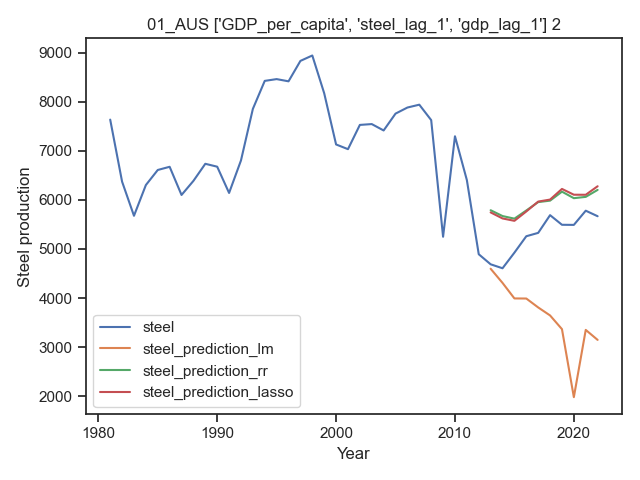 01_AUS ['GDP_per_capita', 'steel_lag_1', 'gdp_lag_1'] 2
9000
8000
7000
6000
5000
4000
3000
2000
Steel production
steel
steel_prediction_lm
steel_prediction_rr
steel_prediction_lasso
1980
1990
2000
2010
2020
Year